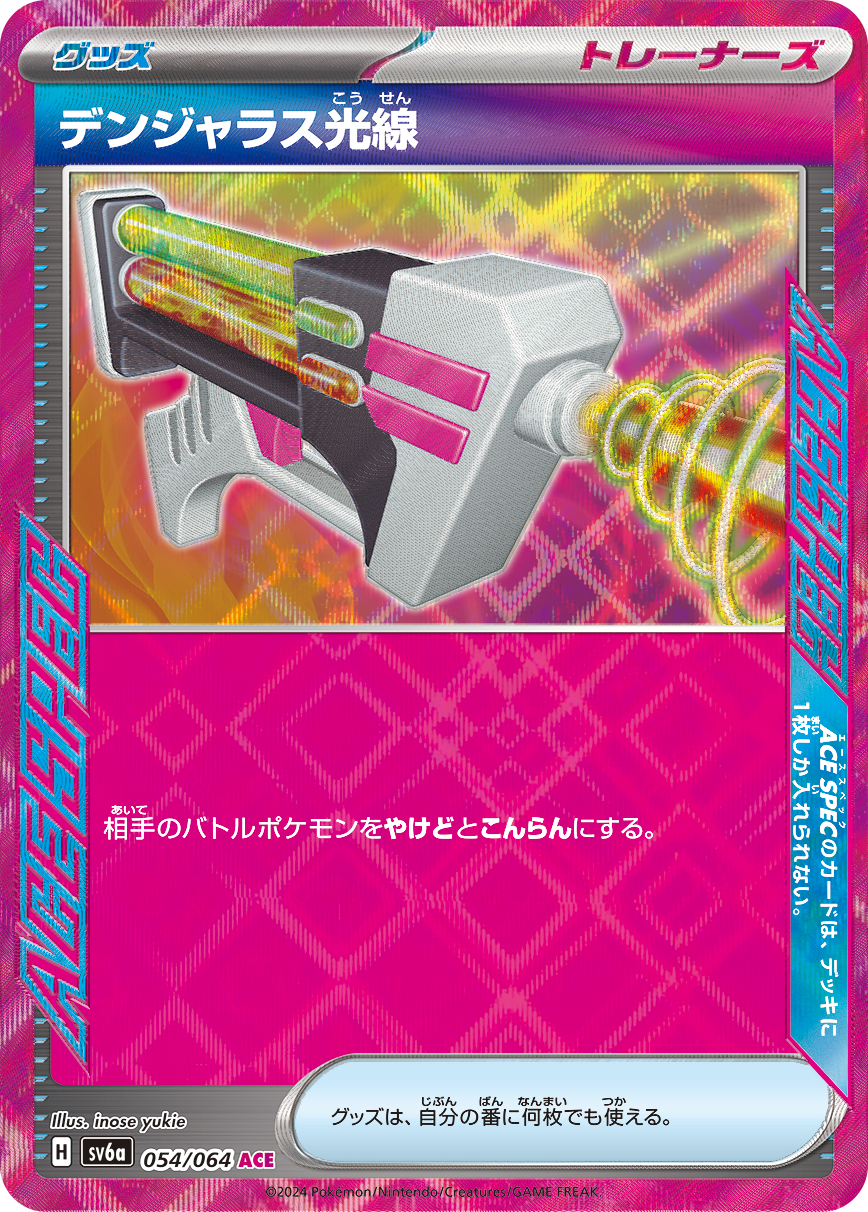 グッズ
トレーナーズ
こう せん
デンジャラス光線
ACE SPEC
ACE SPEC
エーススペック
ACE SPECのカードは、デッキに
まい い
1枚しか入れられない。
あいて
相手のバトルポケモンをやけどとこんらんにする。
じぶん ばん なんまい つか
グッズは、自分の番に何枚でも使える。
Illus. inose yukie
H sv6a 054/064 ACE
©2024 Pokémon/Nintendo/Creatures/GAME FREAK